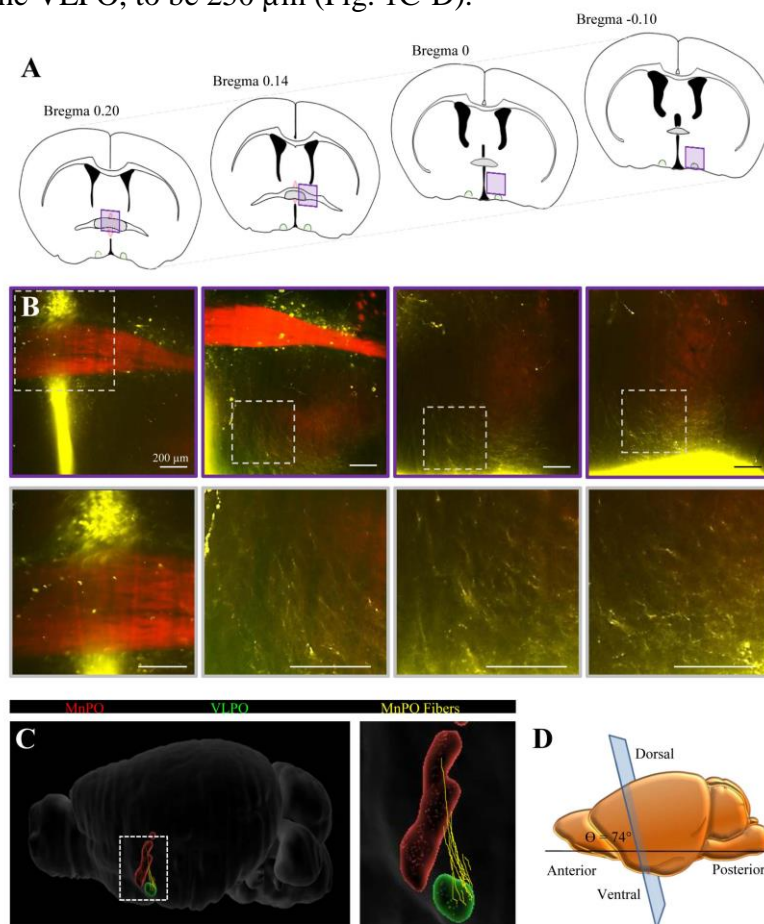 the VLPO, to be 250 μm (Fig. 1C-D).
Bregma -0.10
Bregma 0
A
Bregma 0.14
Bregma 0.20
B
200 μm
MnPO VLPO MnPO Fibers
C
D
Dorsal
Θ = 74°
Anterior
Posterior
Ventral